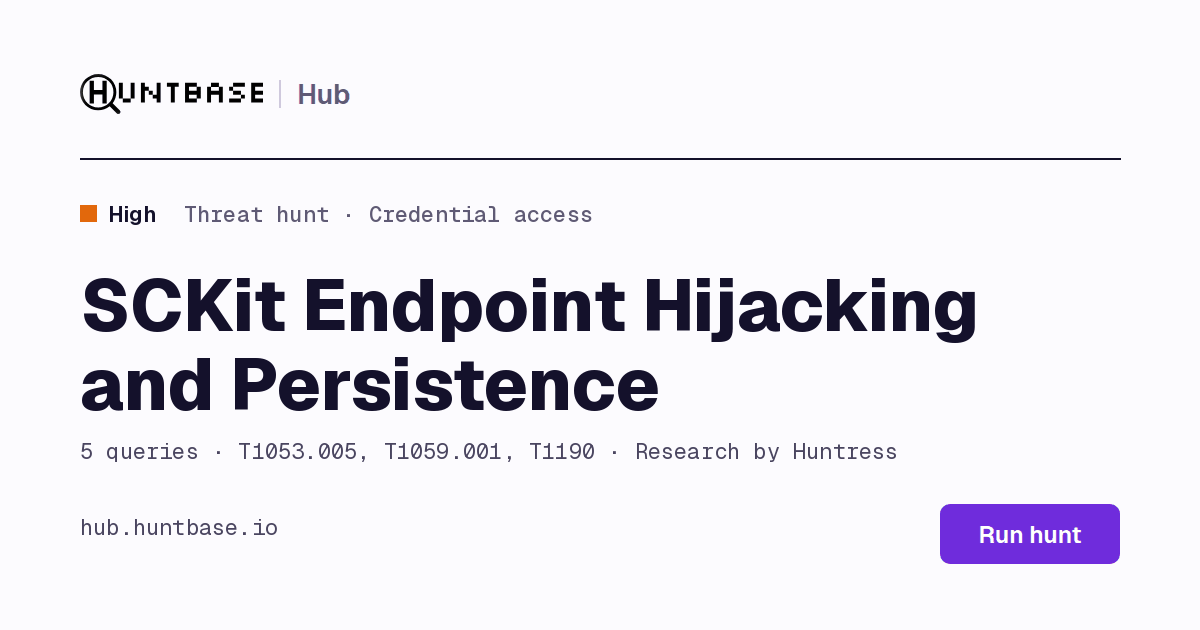 HUNTBASE | Hub
High Threat hunt · Credential access
SCKit Endpoint Hijacking
and Persistence
5 queries · T1053.005, T1059.001, T1190 · Research by Huntress
hub.huntbase.io
Run hunt